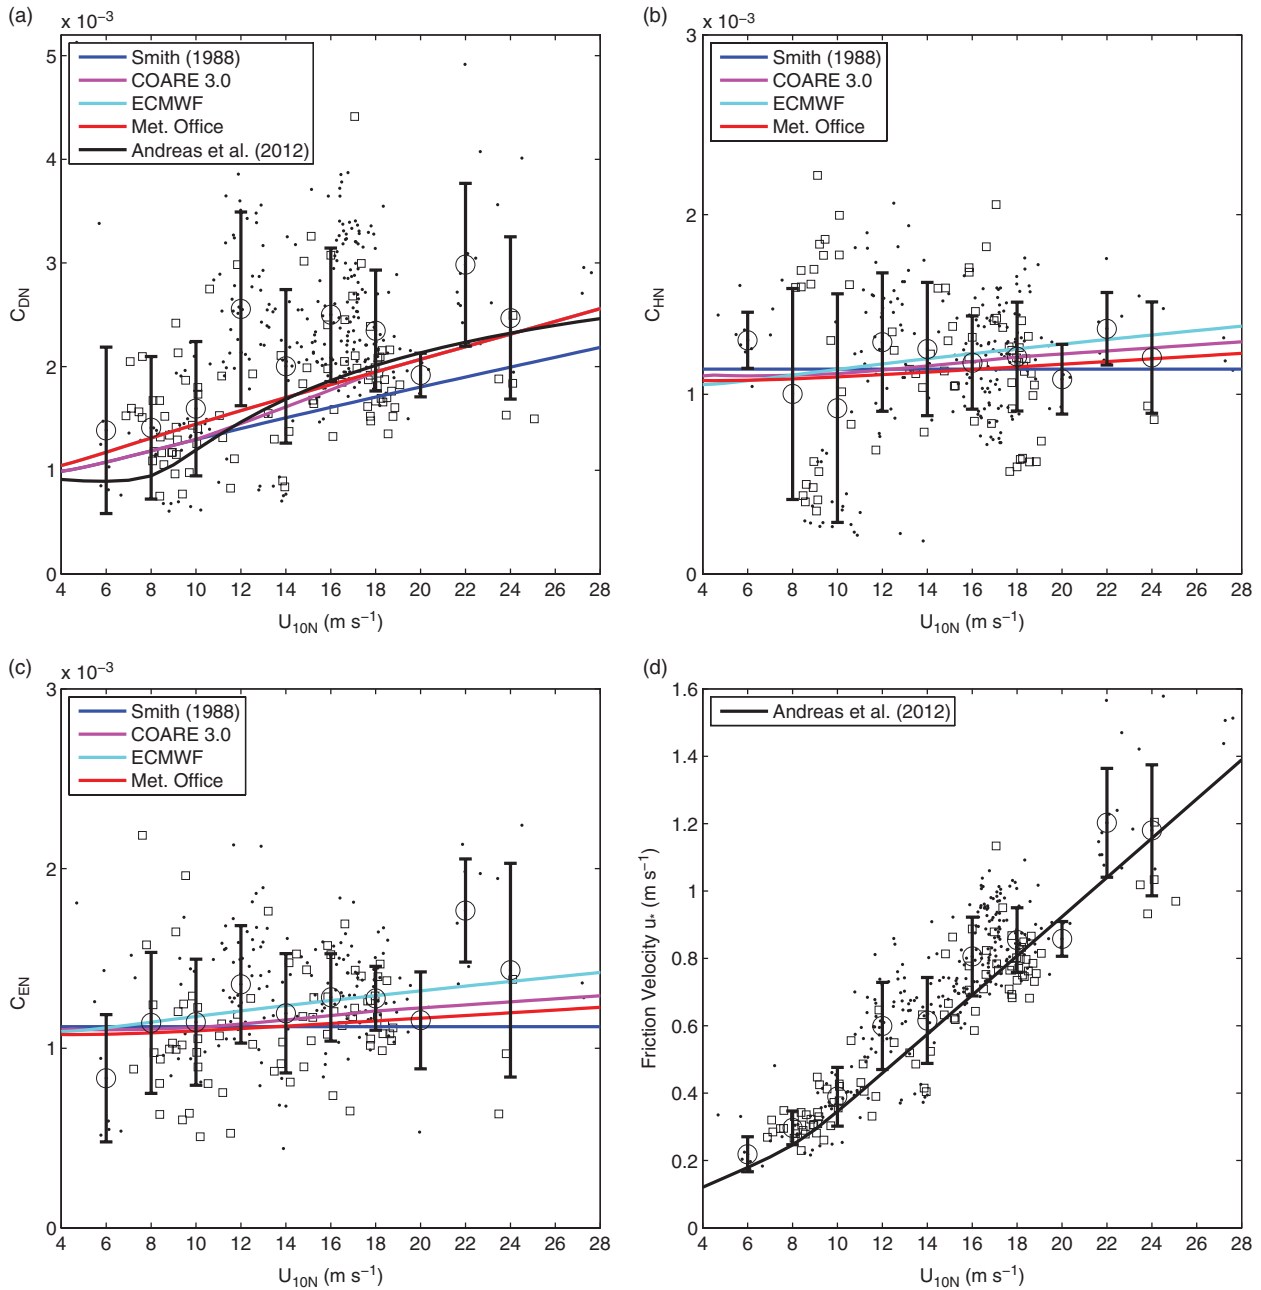 (a)
x 10⁻³
5
4
3
2
1
0
C_DN
Smith (1988)
COARE 3.0
ECMWF
Met. Office
Andreas et al. (2012)
4 6 8 10 12 14 16 18 20 22 24 26 28
U_10N (m s⁻¹)
(b)
x 10⁻³
3
2
1
0
C_HN
Smith (1988)
COARE 3.0
ECMWF
Met. Office
4 6 8 10 12 14 16 18 20 22 24 26 28
U_10N (m s⁻¹)
(c)
x 10⁻³
3
2
1
0
C_EN
Smith (1988)
COARE 3.0
ECMWF
Met. Office
4 6 8 10 12 14 16 18 20 22 24 26 28
U_10N (m s⁻¹)
(d)
1.6
1.4
1.2
1
0.8
0.6
0.4
0.2
0
Friction Velocity u_* (m s⁻¹)
Andreas et al. (2012)
4 6 8 10 12 14 16 18 20 22 24 26 28
U_10N (m s⁻¹)